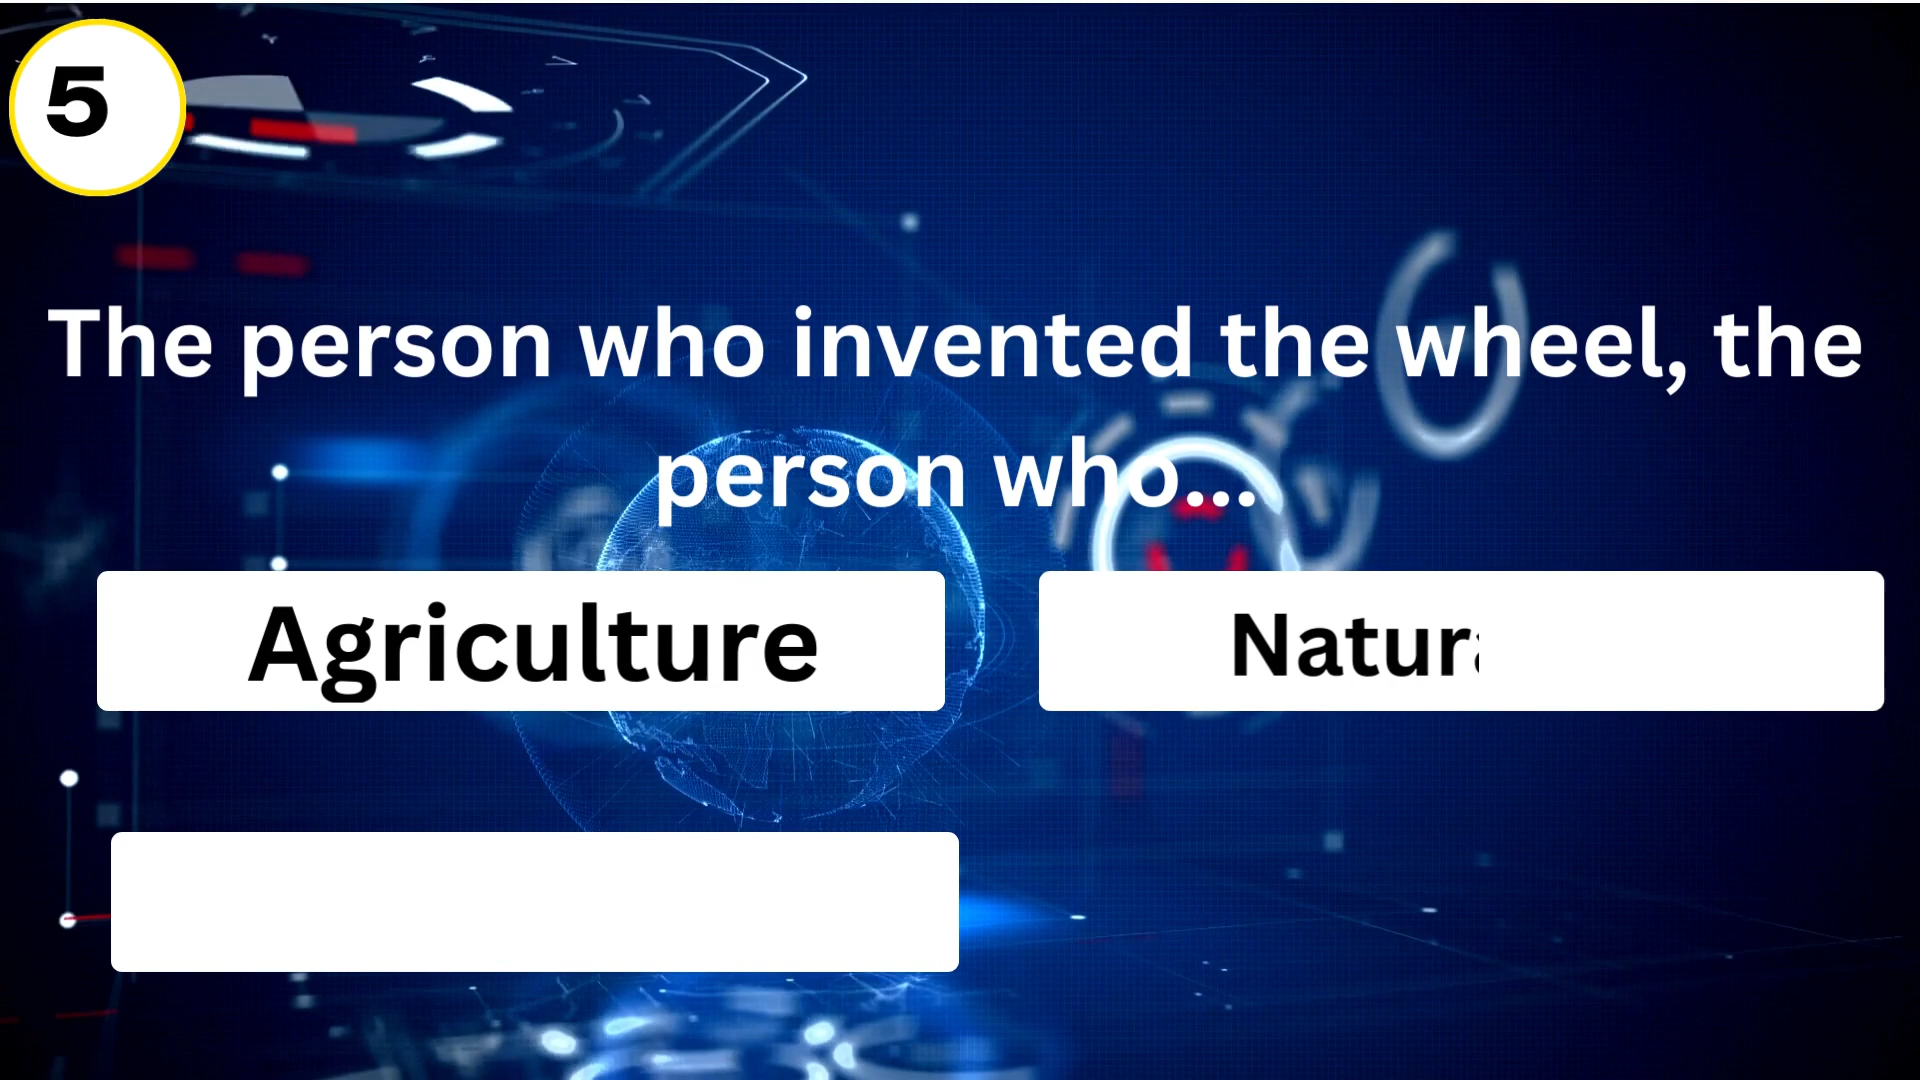 5
The person who invented the wheel, the
person who...
Agriculture